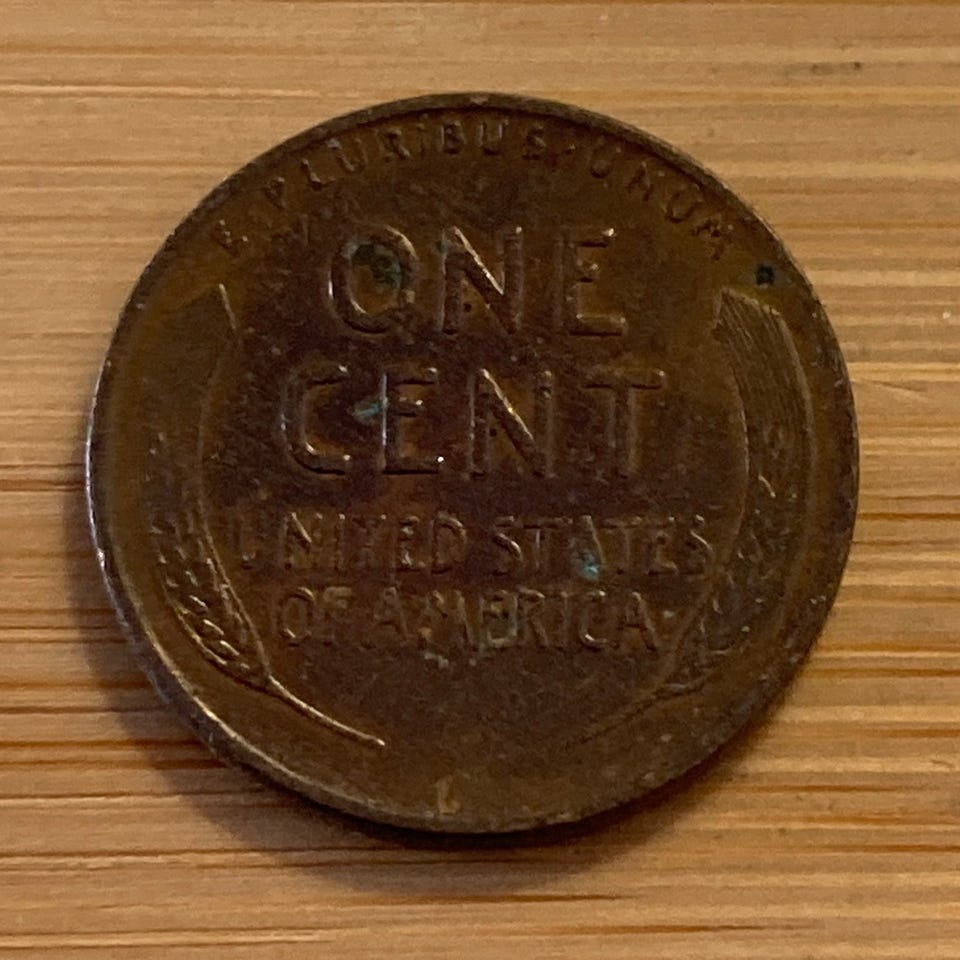 E·PLURIBUS·UNUM
ONE
CENT
UNITED STATES
OF AMERICA